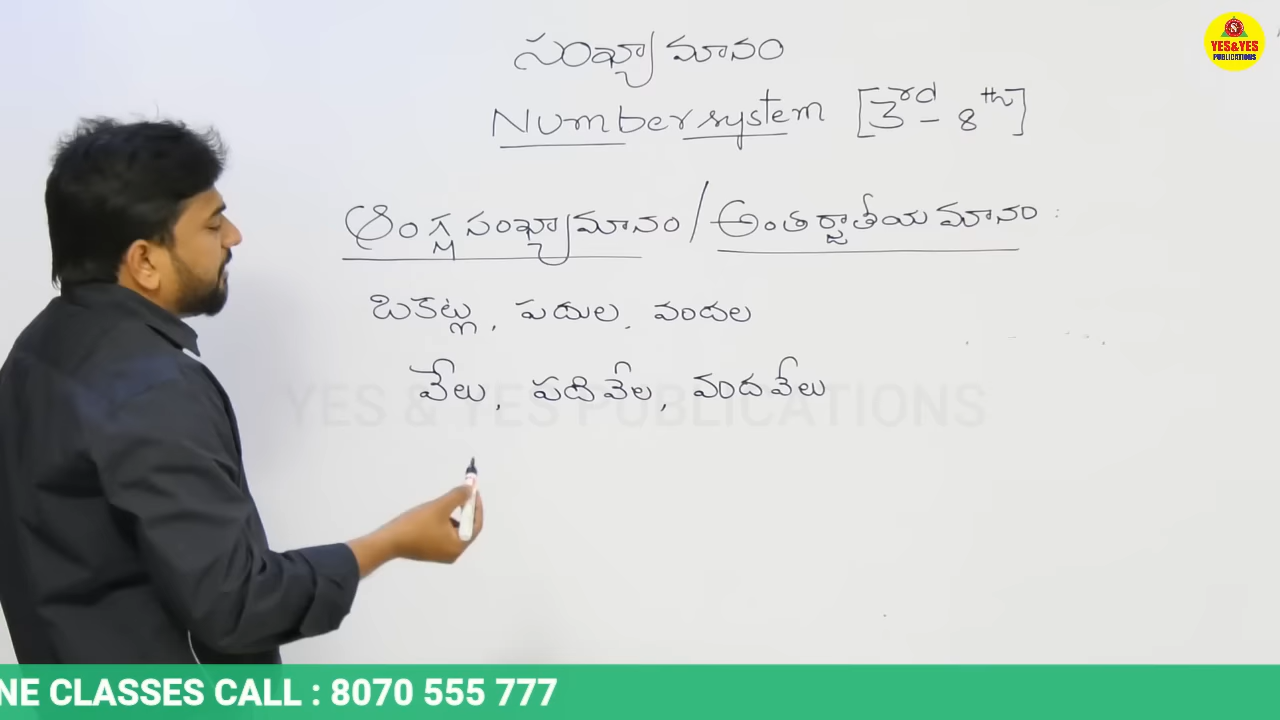 సంఖ్యామానం
Number system [3rd - 8th]
ఆంగ్ల సంఖ్యామానం / అంతర్జాతీయ మానం :
ఒకట్లు, పదుల, వందల
వేలు, పదివేల, వందవేలు
YES & YES PUBLICATIONS
YES&YES
PUBLICATIONS
NE CLASSES CALL : 8070 555 777